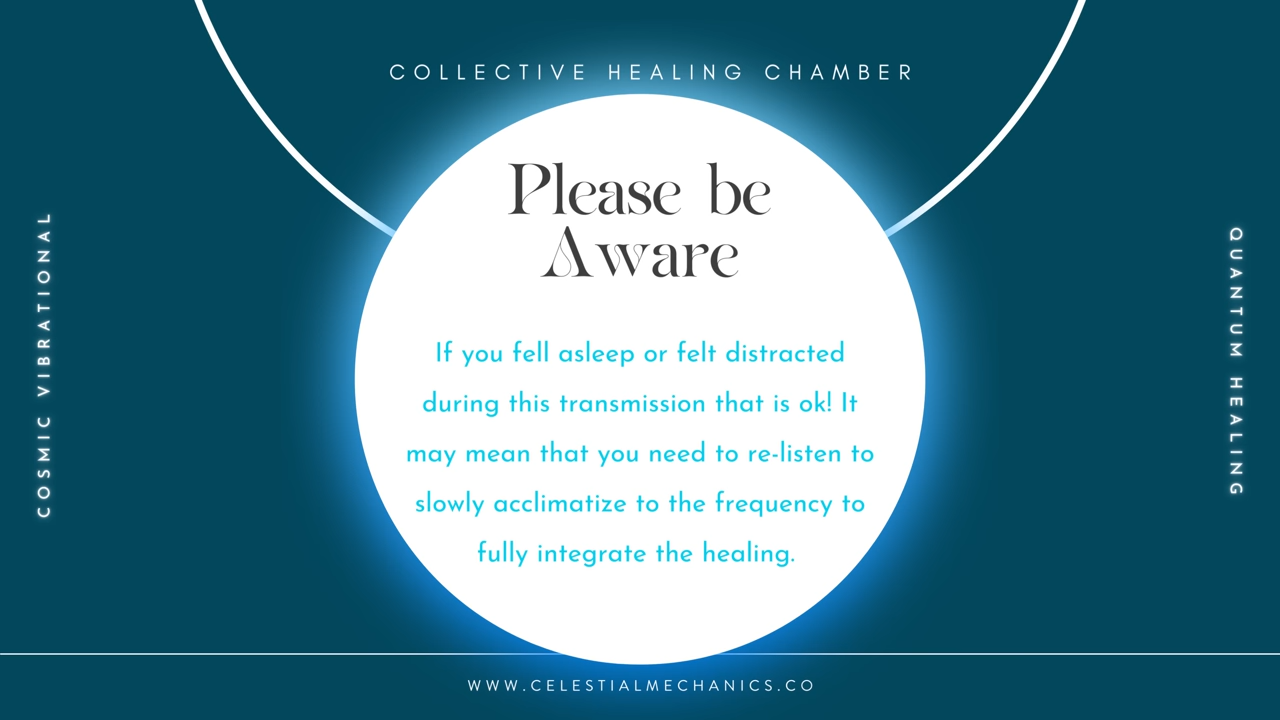 COLLECTIVE HEALING CHAMBER
Please be
Aware
If you fell asleep or felt distracted
during this transmission that is ok! It
may mean that you need to re-listen to
slowly acclimatize to the frequency to
fully integrate the healing.
COSMIC VIBRATIONAL
QUANTUM HEALING
WWW.CELESTIALMECHANICS.CO